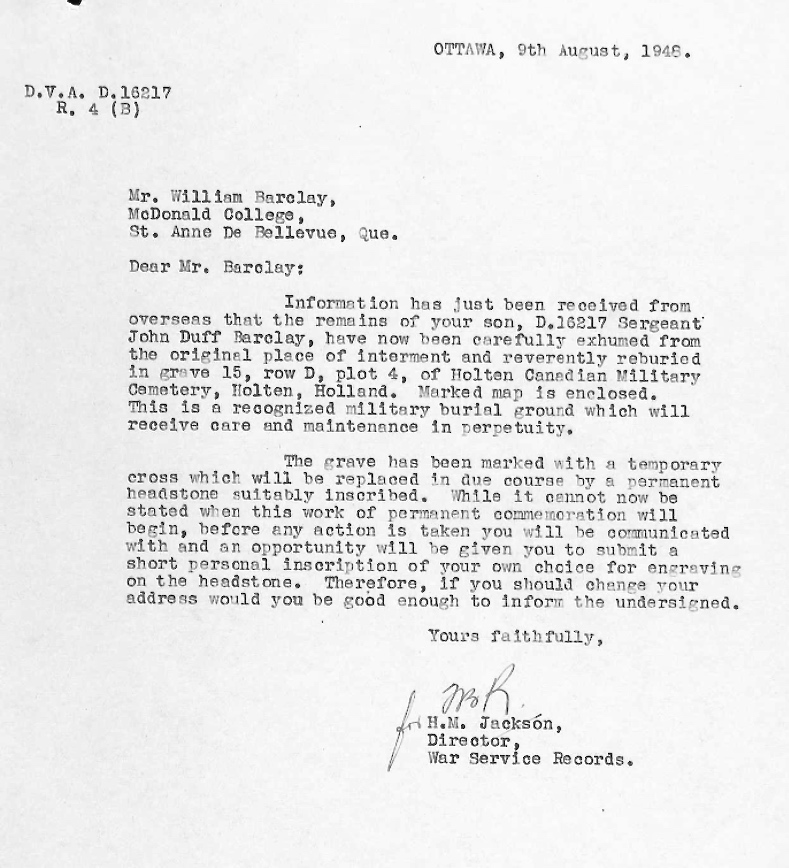 OTTAWA, 9th August, 1948.
D.V.A. D.16217
R. 4 (B)
Mr. William Barclay,
McDonald College,
St. Anne De Bellevue, Que.
Dear Mr. Barclay:
Information has just been received from
overseas that the remains of your son, D.16217 Sergeant
John Duff Barclay, have now been carefully exhumed from
the original place of interment and reverently reburied
in grave 15, row D, plot 4, of Holten Canadian Military
Cemetery, Holten, Holland. Marked map is enclosed.
This is a recognized military burial ground which will
receive care and maintenance in perpetuity.
The grave has been marked with a temporary
cross which will be replaced in due course by a permanent
headstone suitably inscribed. While it cannot now be
stated when this work of permanent commemoration will
begin, before any action is taken you will be communicated
with and an opportunity will be given you to submit a
short personal inscription of your own choice for engraving
on the headstone. Therefore, if you should change your
address would you be good enough to inform the undersigned.
Yours faithfully,
for H.M. Jackson,
Director,
War Service Records.